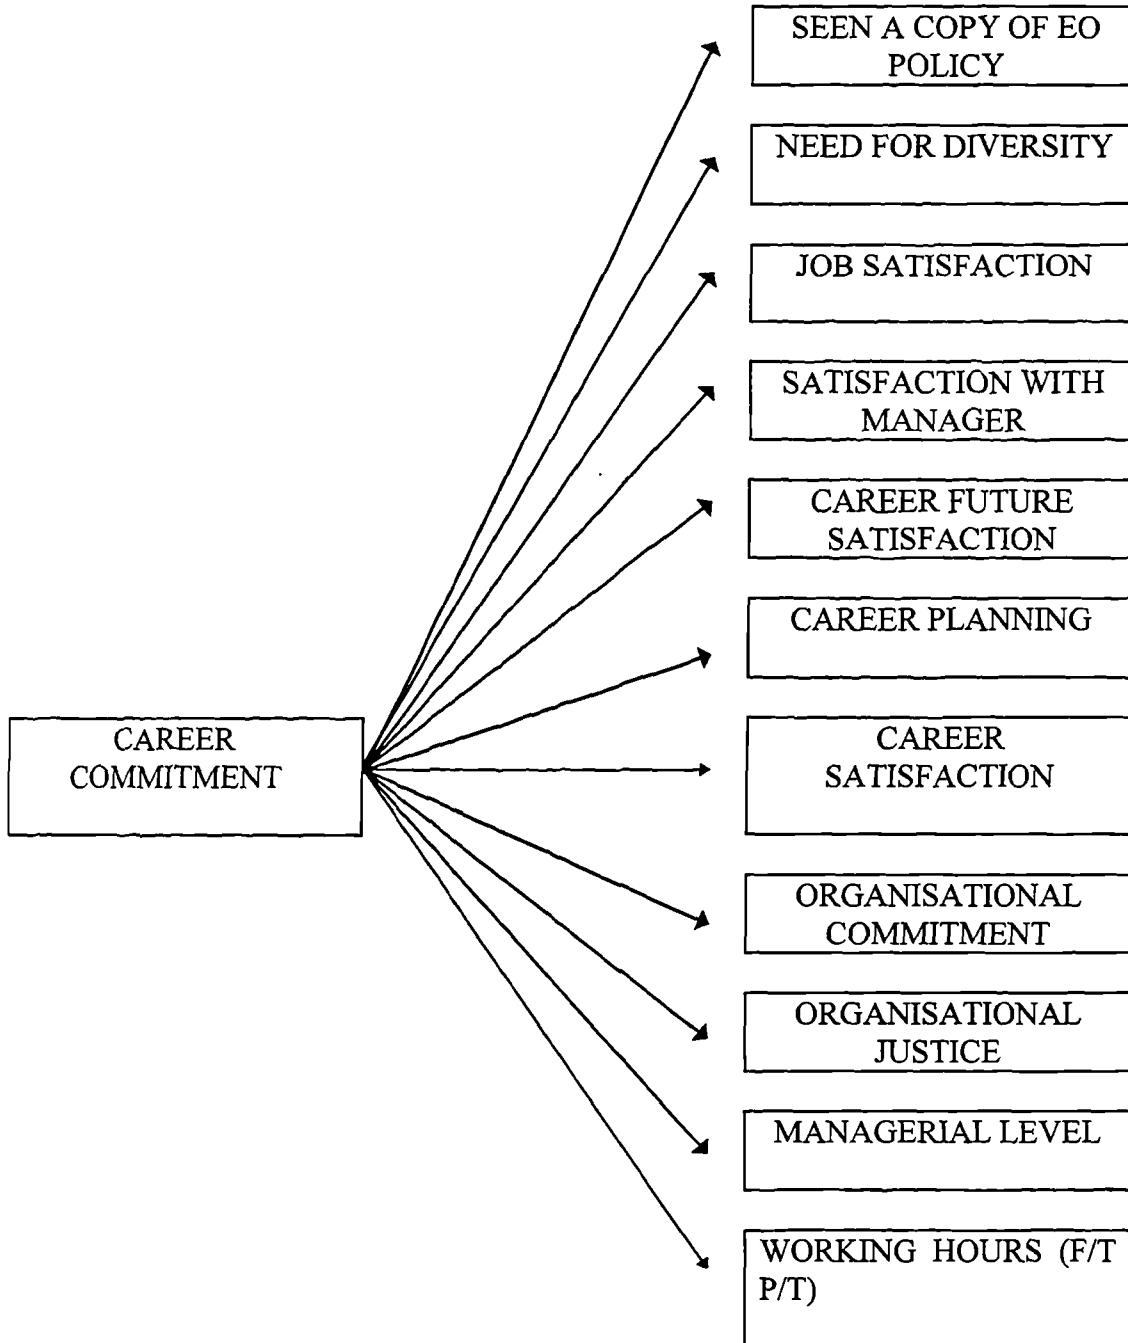 SEEN A COPY OF EO
POLICY
NEED FOR DIVERSITY
JOB SATISFACTION
SATISFACTION WITH
MANAGER
CAREER FUTURE
SATISFACTION
CAREER PLANNING
CAREER
COMMITMENT
CAREER
SATISFACTION
ORGANISATIONAL
COMMITMENT
ORGANISATIONAL
JUSTICE
MANAGERIAL LEVEL
WORKING HOURS (F/T
P/T)